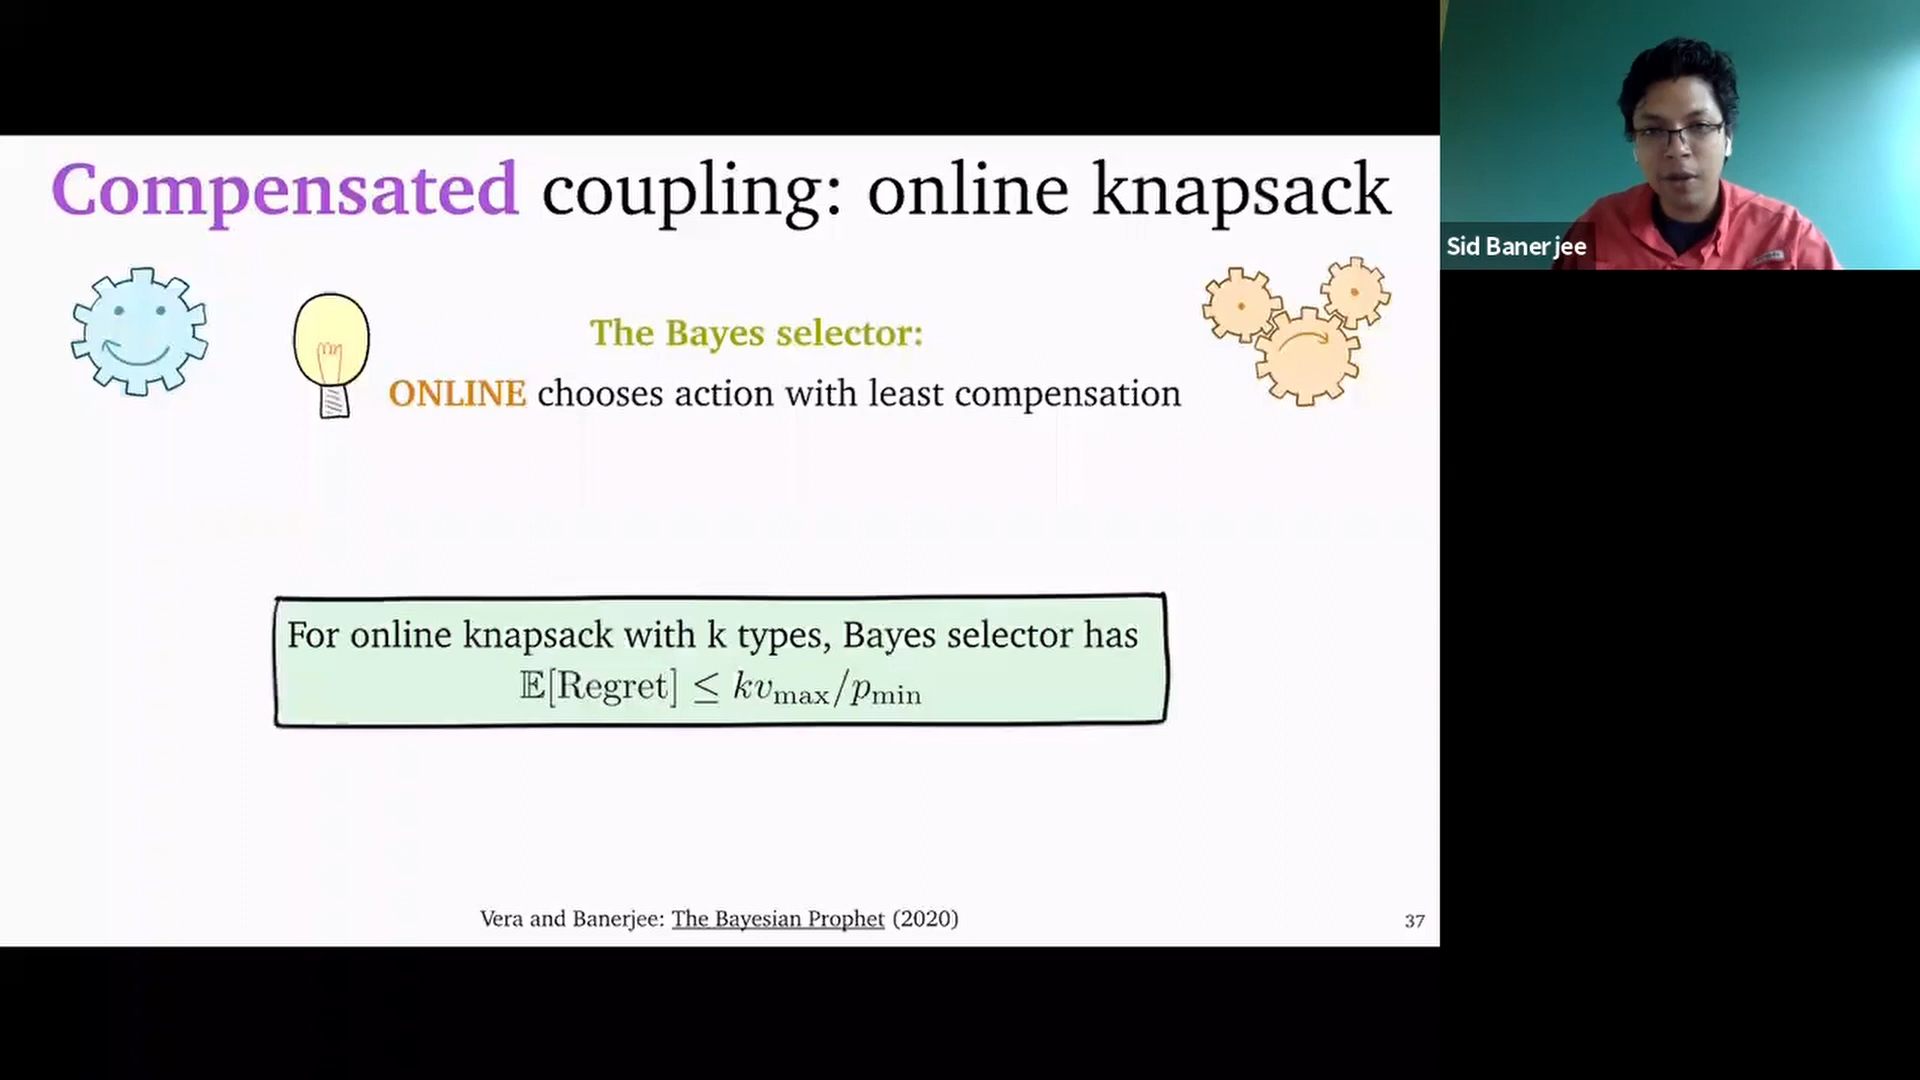 Compensated coupling: online knapsack
Sid Banerjee
The Bayes selector:
ONLINE chooses action with least compensation
For online knapsack with k types, Bayes selector has
𝔼[Regret] ≤ kv_max/p_min
Vera and Banerjee: The Bayesian Prophet (2020)
37